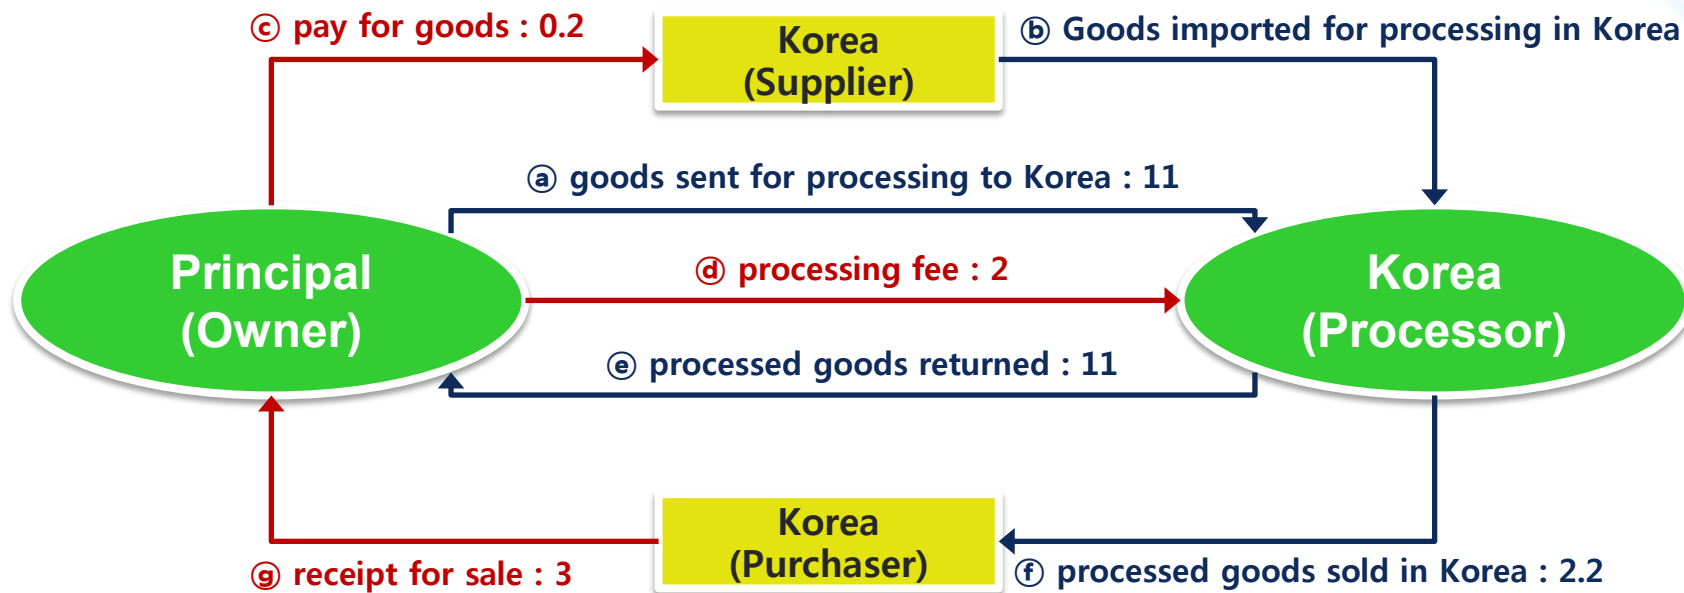 ⓒ pay for goods : 0.2
Korea
(Supplier)
ⓑ Goods imported for processing in Korea
ⓐ goods sent for processing to Korea : 11
Principal
(Owner)
ⓓ processing fee : 2
Korea
(Processor)
ⓔ processed goods returned : 11
Korea
(Purchaser)
ⓖ receipt for sale : 3
ⓕ processed goods sold in Korea : 2.2